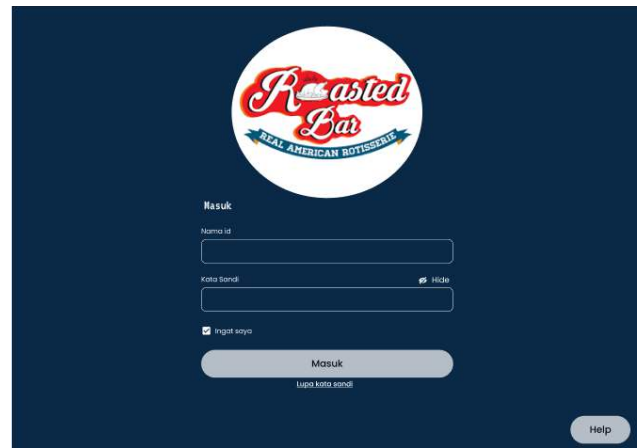 Roasted
Bar
REAL AMERICAN ROTISSERIE
Masuk
Nama id
Kata Sandi
Hide
Ingat saya
Masuk
Lupa kata sandi
Help